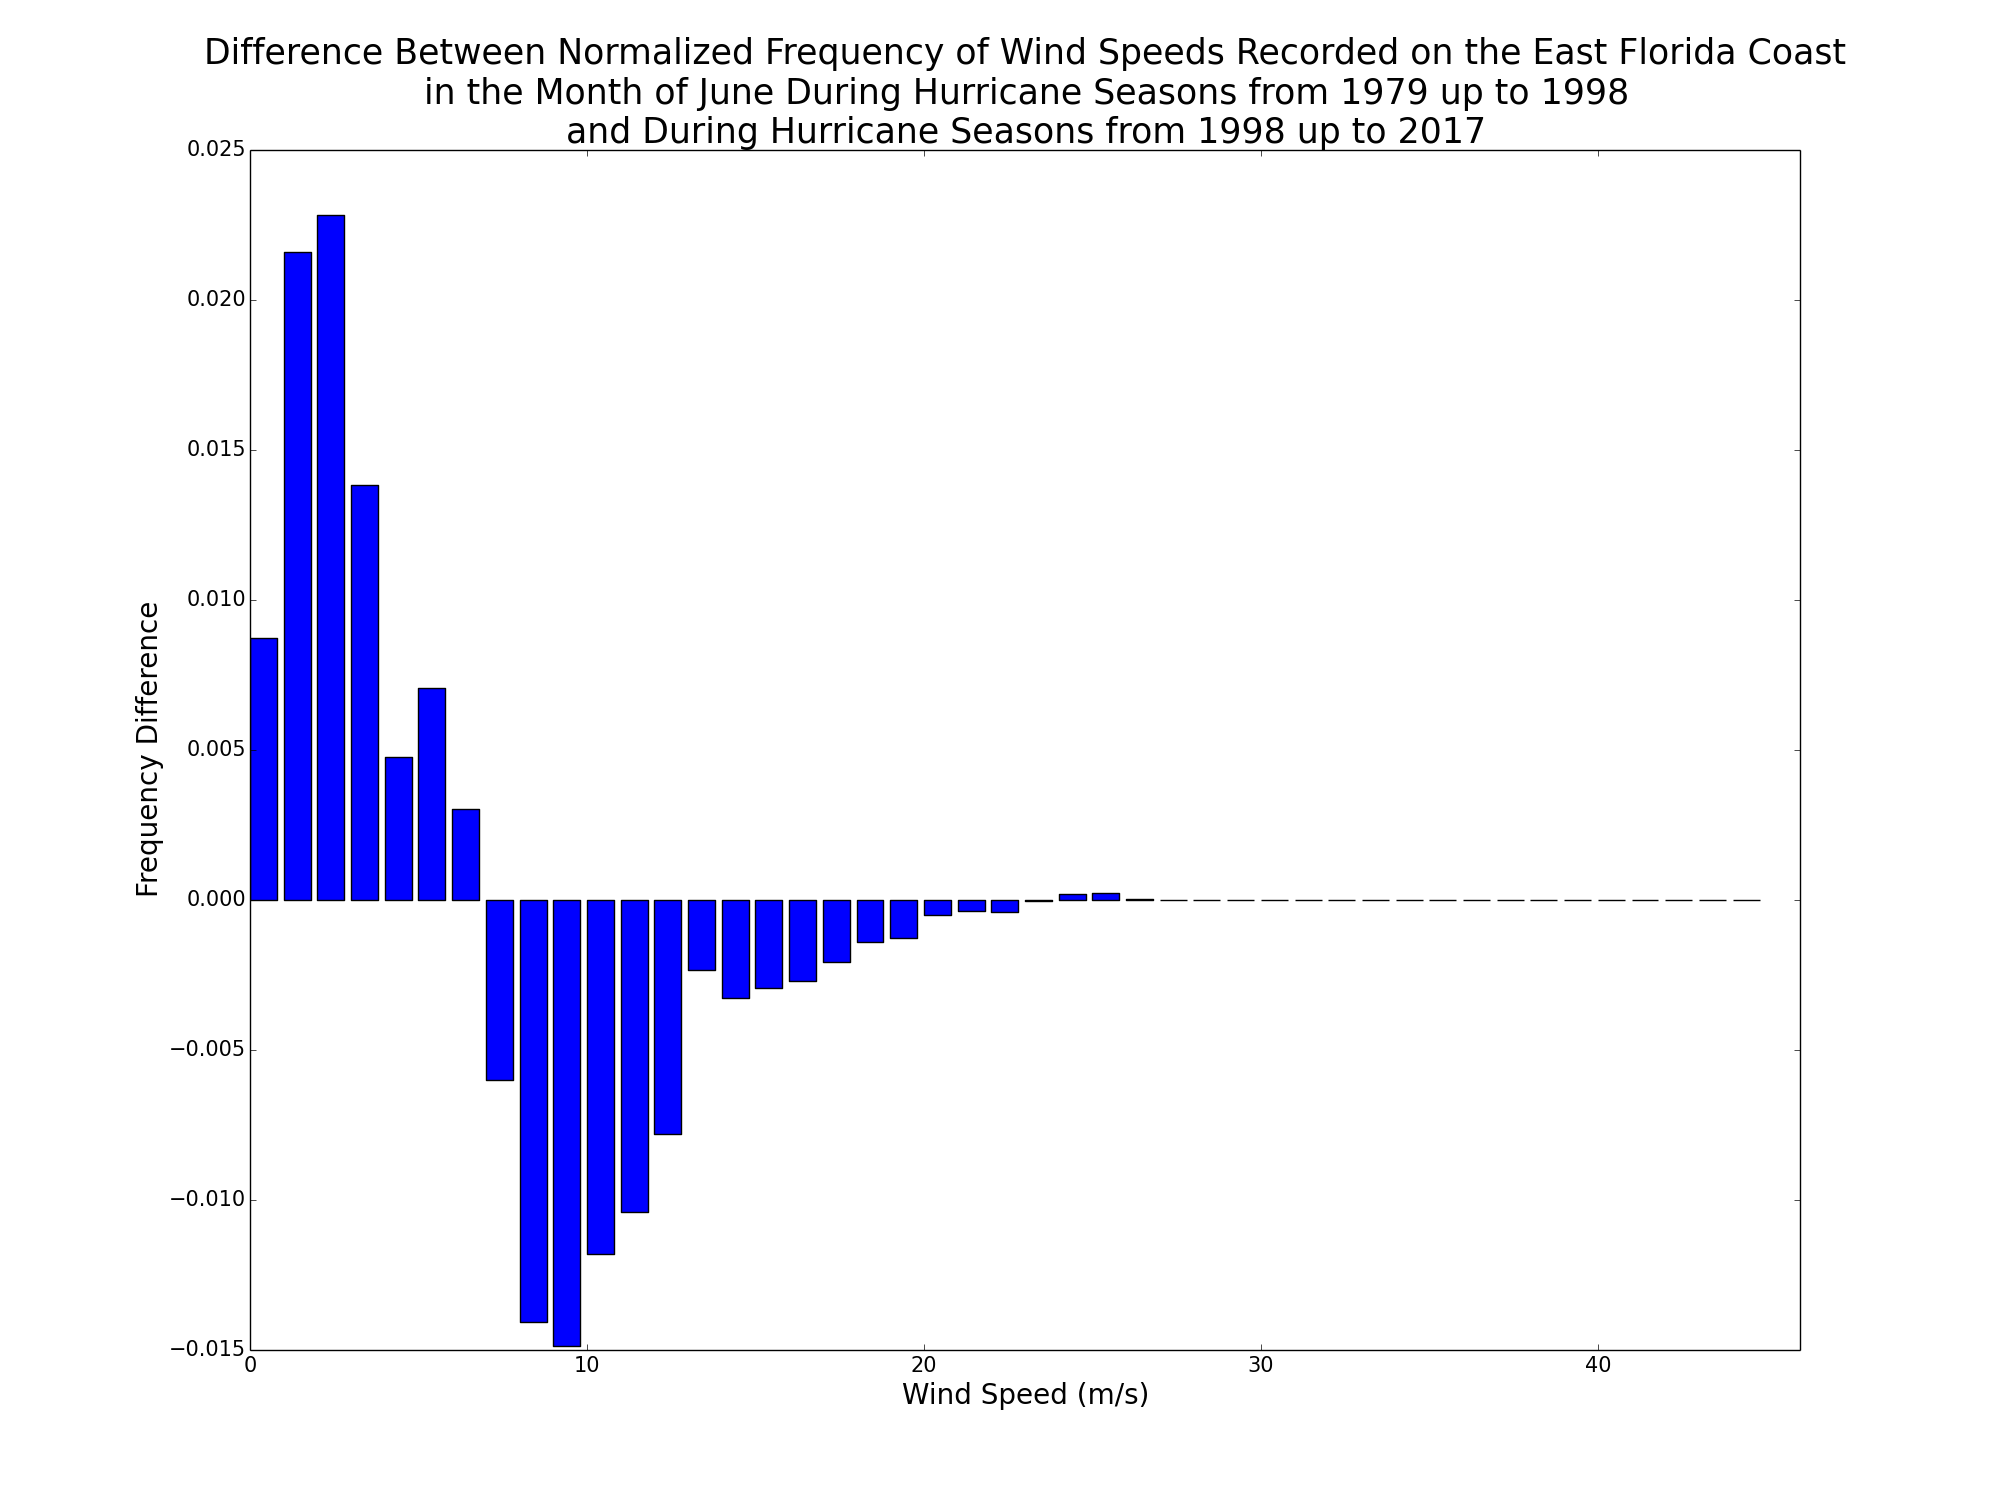 Difference Between Normalized Frequency of Wind Speeds Recorded on the East Florida Coast
in the Month of June During Hurricane Seasons from 1979 up to 1998
and During Hurricane Seasons from 1998 up to 2017
0.025
0.020
0.015
0.010
0.005
0.000
−0.005
−0.010
−0.015
Frequency Difference
0 10 20 30 40
Wind Speed (m/s)